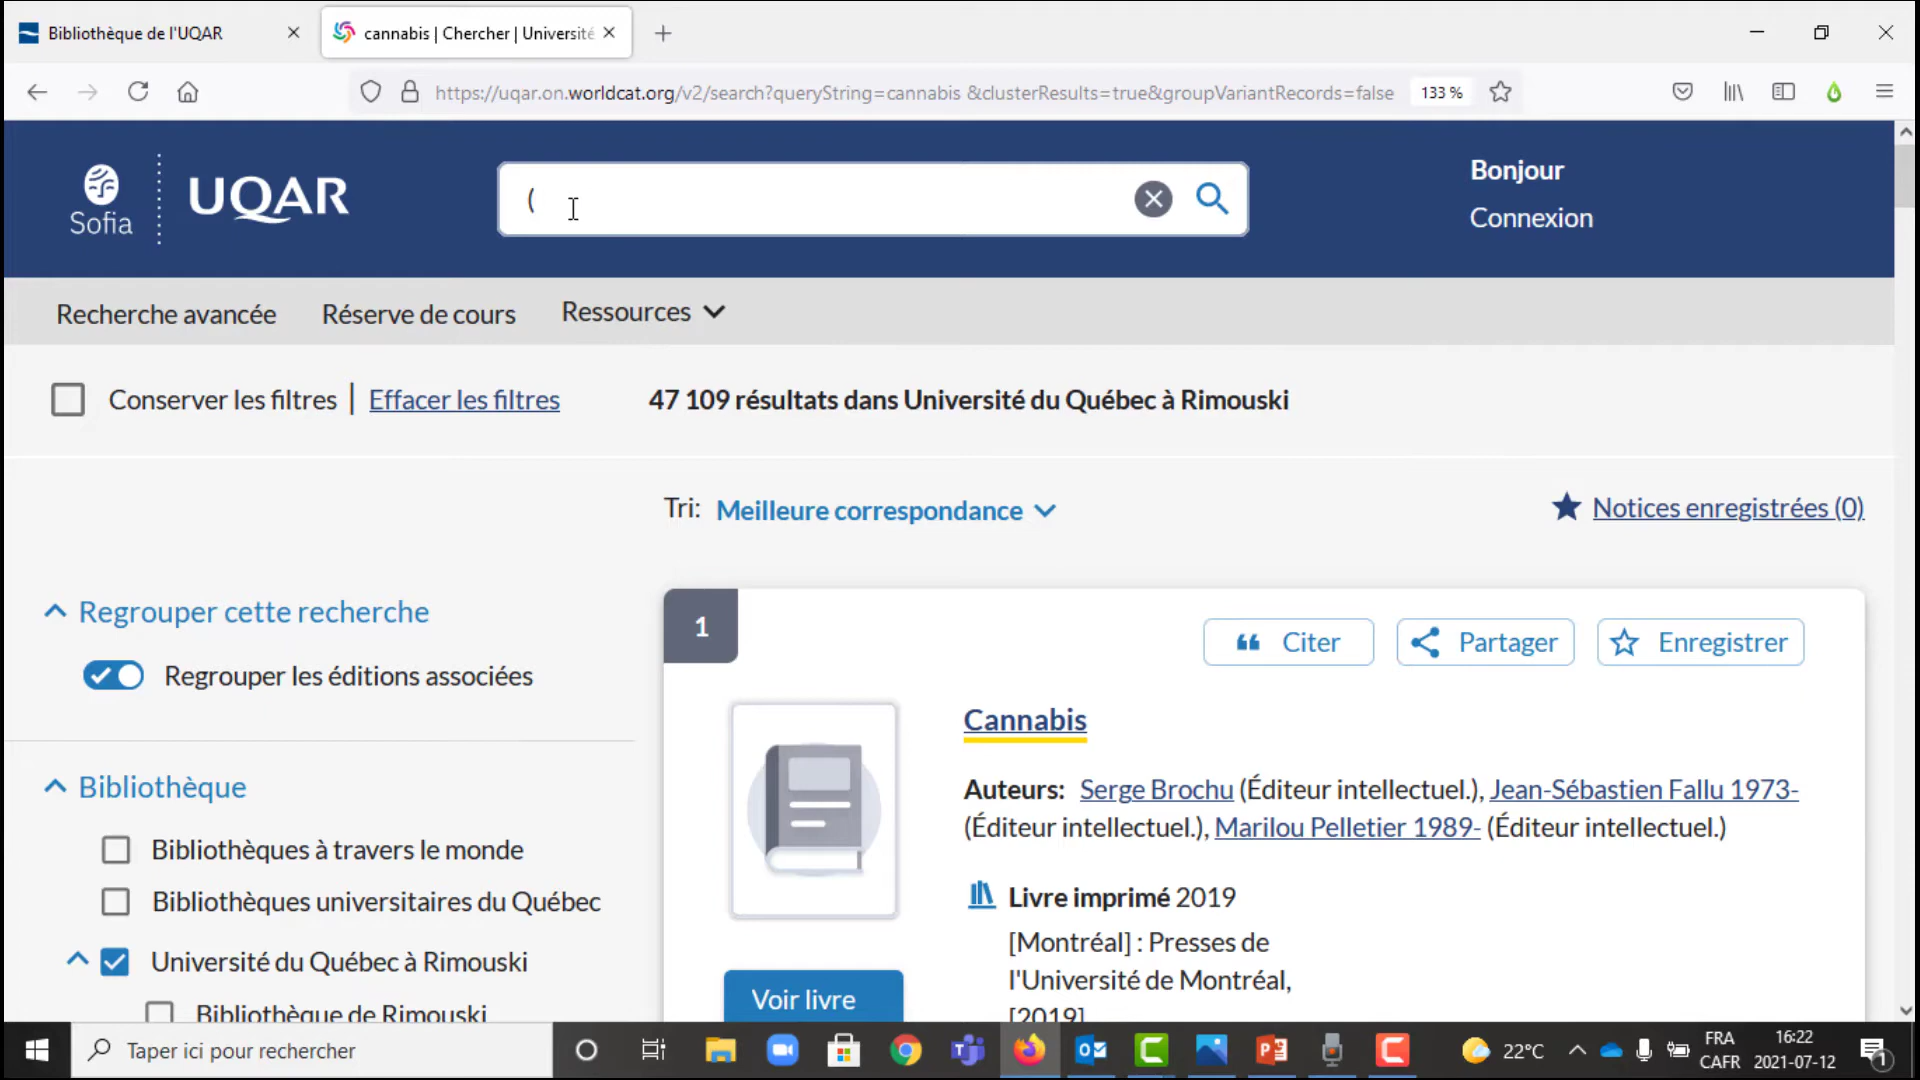 Bibliothèque de l'UQAR
cannabis | Chercher | Université
https://uqar.on.worldcat.org/v2/search?queryString=cannabis &clusterResults=true&groupVariantRecords=false
133 %
Sofia
UQAR
(
Bonjour
Connexion
Recherche avancée
Réserve de cours
Ressources
Conserver les filtres | Effacer les filtres
47 109 résultats dans Université du Québec à Rimouski
Tri: Meilleure correspondance
Notices enregistrées (0)
Regrouper cette recherche
Regrouper les éditions associées
Bibliothèque
Bibliothèques à travers le monde
Bibliothèques universitaires du Québec
Université du Québec à Rimouski
Bibliothèque de Rimouski
1
Citer
Partager
Enregistrer
Cannabis
Auteurs: Serge Brochu (Éditeur intellectuel.), Jean-Sébastien Fallu 1973-
(Éditeur intellectuel.), Marilou Pelletier 1989- (Éditeur intellectuel.)
Livre imprimé 2019
[Montréal] : Presses de
l'Université de Montréal,
[2019]
Voir livre
Taper ici pour rechercher
22°C
FRA
CAFR
16:22
2021-07-12
1